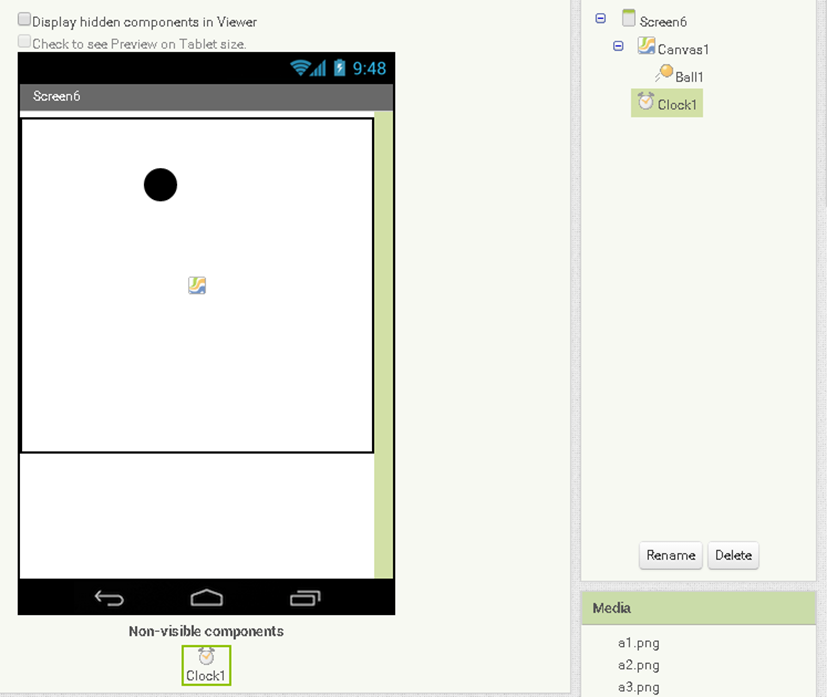 Display hidden components in Viewer
Check to see Preview on Tablet size.
9:48
Screen6
Non-visible components
Clock1
Screen6
Canvas1
Ball1
Clock1
Rename Delete
Media
a1.png
a2.png
a3.png